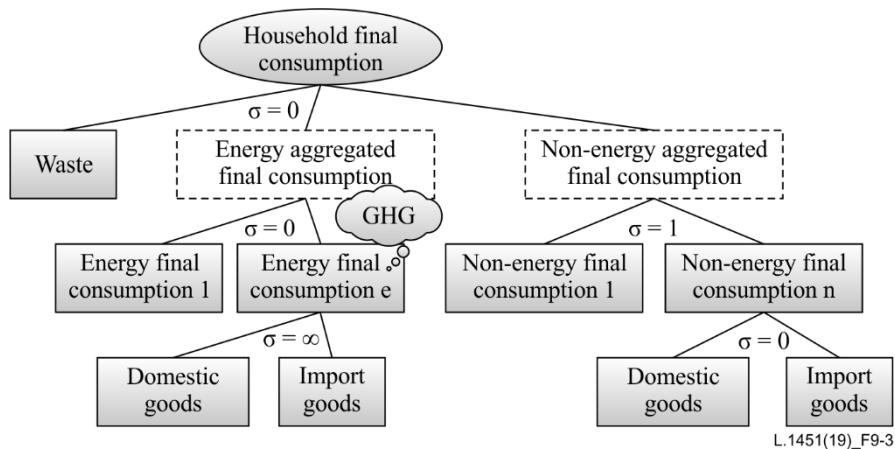 Household final
consumption
σ = 0
Waste
Energy aggregated
final consumption
Non-energy aggregated
final consumption
GHG
σ = 0
σ = 1
Energy final
consumption 1
Energy final
consumption e
Non-energy final
consumption 1
Non-energy final
consumption n
σ = ∞
σ = 0
Domestic
goods
Import
goods
Domestic
goods
Import
goods
L.1451(19)_F9-3